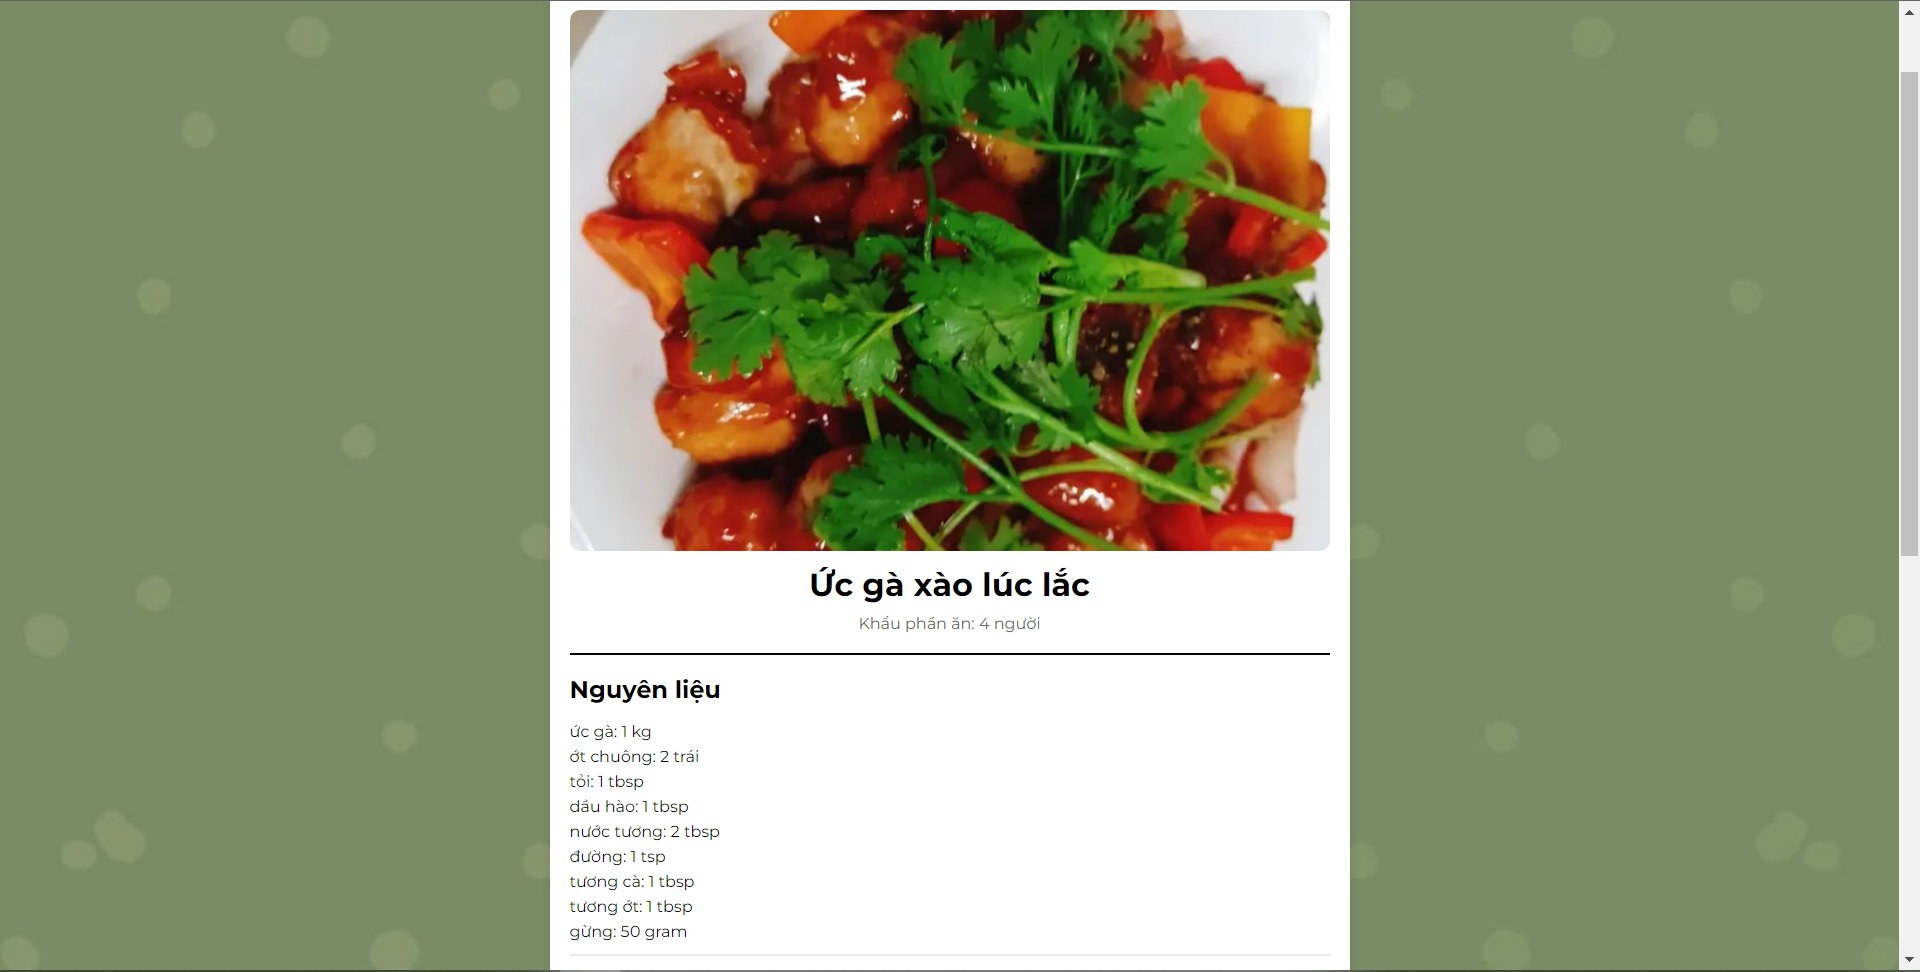 Ức gà xào lúc lắc
Khẩu phần ăn: 4 người
Nguyên liệu
ức gà: 1 kg
ớt chuông: 2 trái
tỏi: 1 tbsp
dầu hào: 1 tbsp
nước tương: 2 tbsp
đường: 1 tsp
tương cà: 1 tbsp
tương ớt: 1 tbsp
gừng: 50 gram